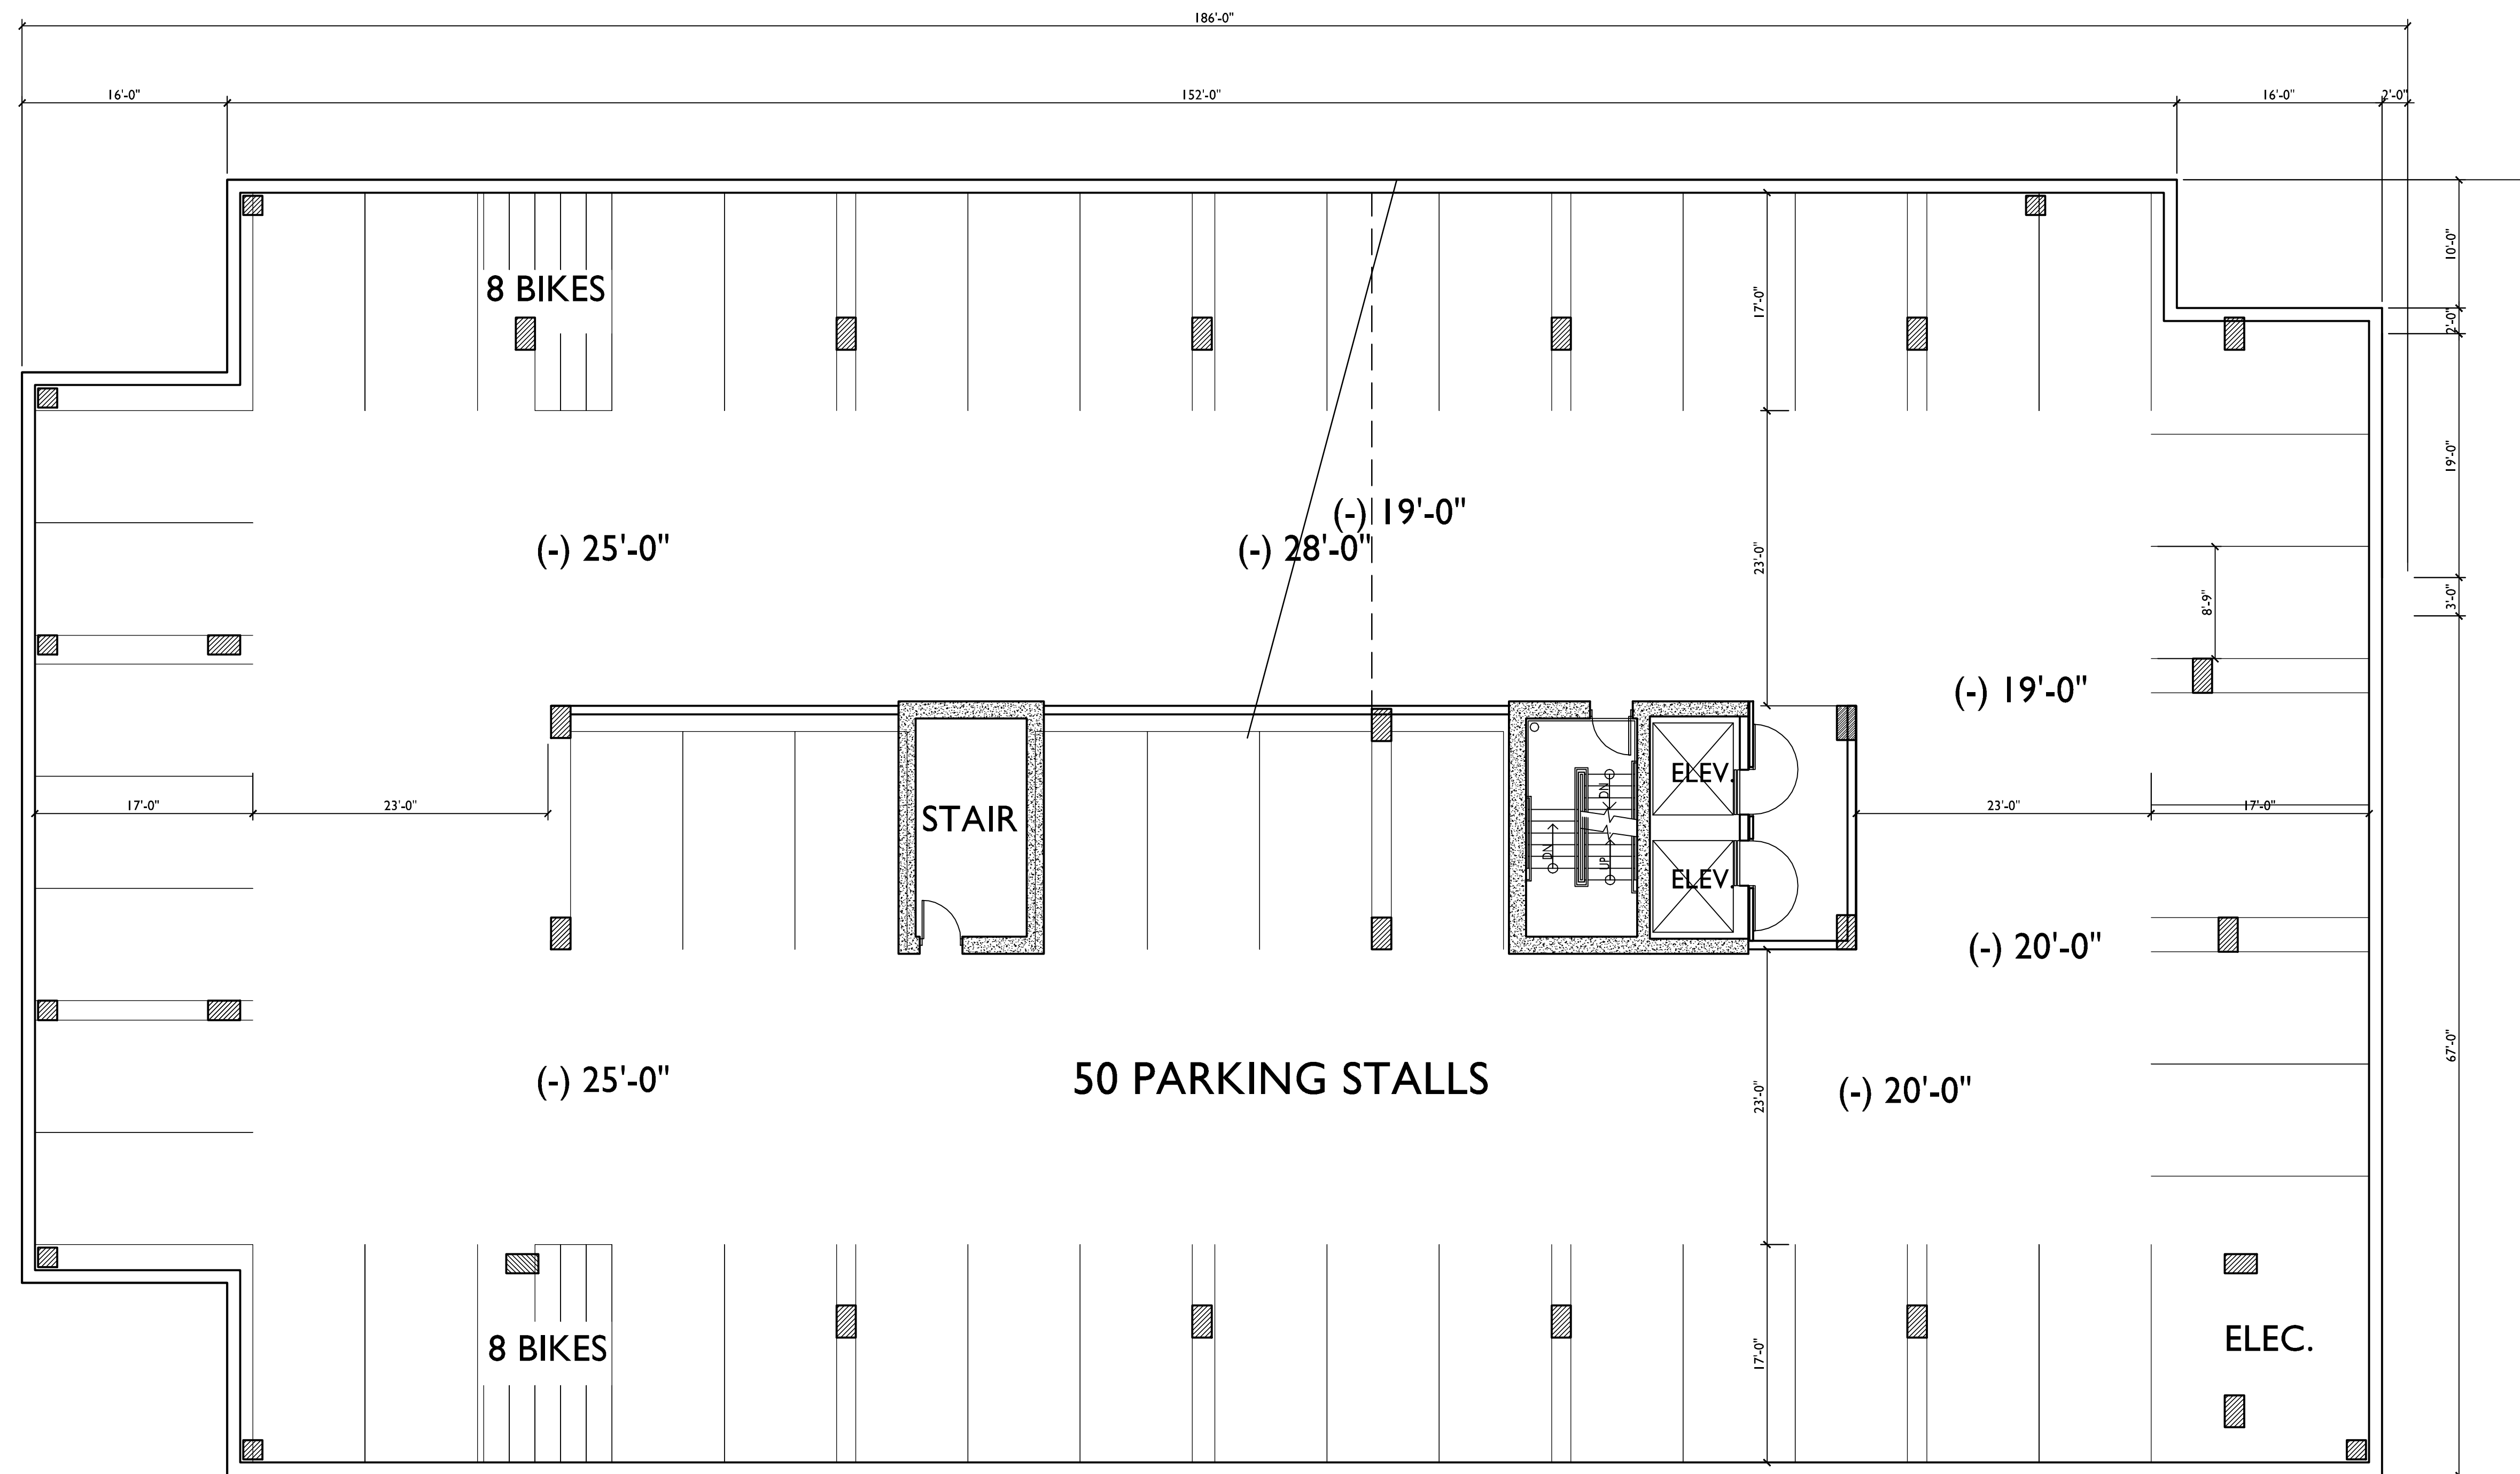 186'-0"
16'-0"
152'-0"
16'-0"
2'-0"
10'-0"
8 BIKES
17'-0"
2'-0"
19'-0"
(-) 19'-0"
(-) 25'-0"
(-) 28'-0"
23'-0"
8'-9"
3'-0"
(-) 19'-0"
ELEV.
DN
17'-0"
23'-0"
STAIR
23'-0"
17'-0"
DN
UP
ELEV.
(-) 20'-0"
(-) 25'-0"
50 PARKING STALLS
23'-0"
(-) 20'-0"
67'-0"
8 BIKES
17'-0"
ELEC.